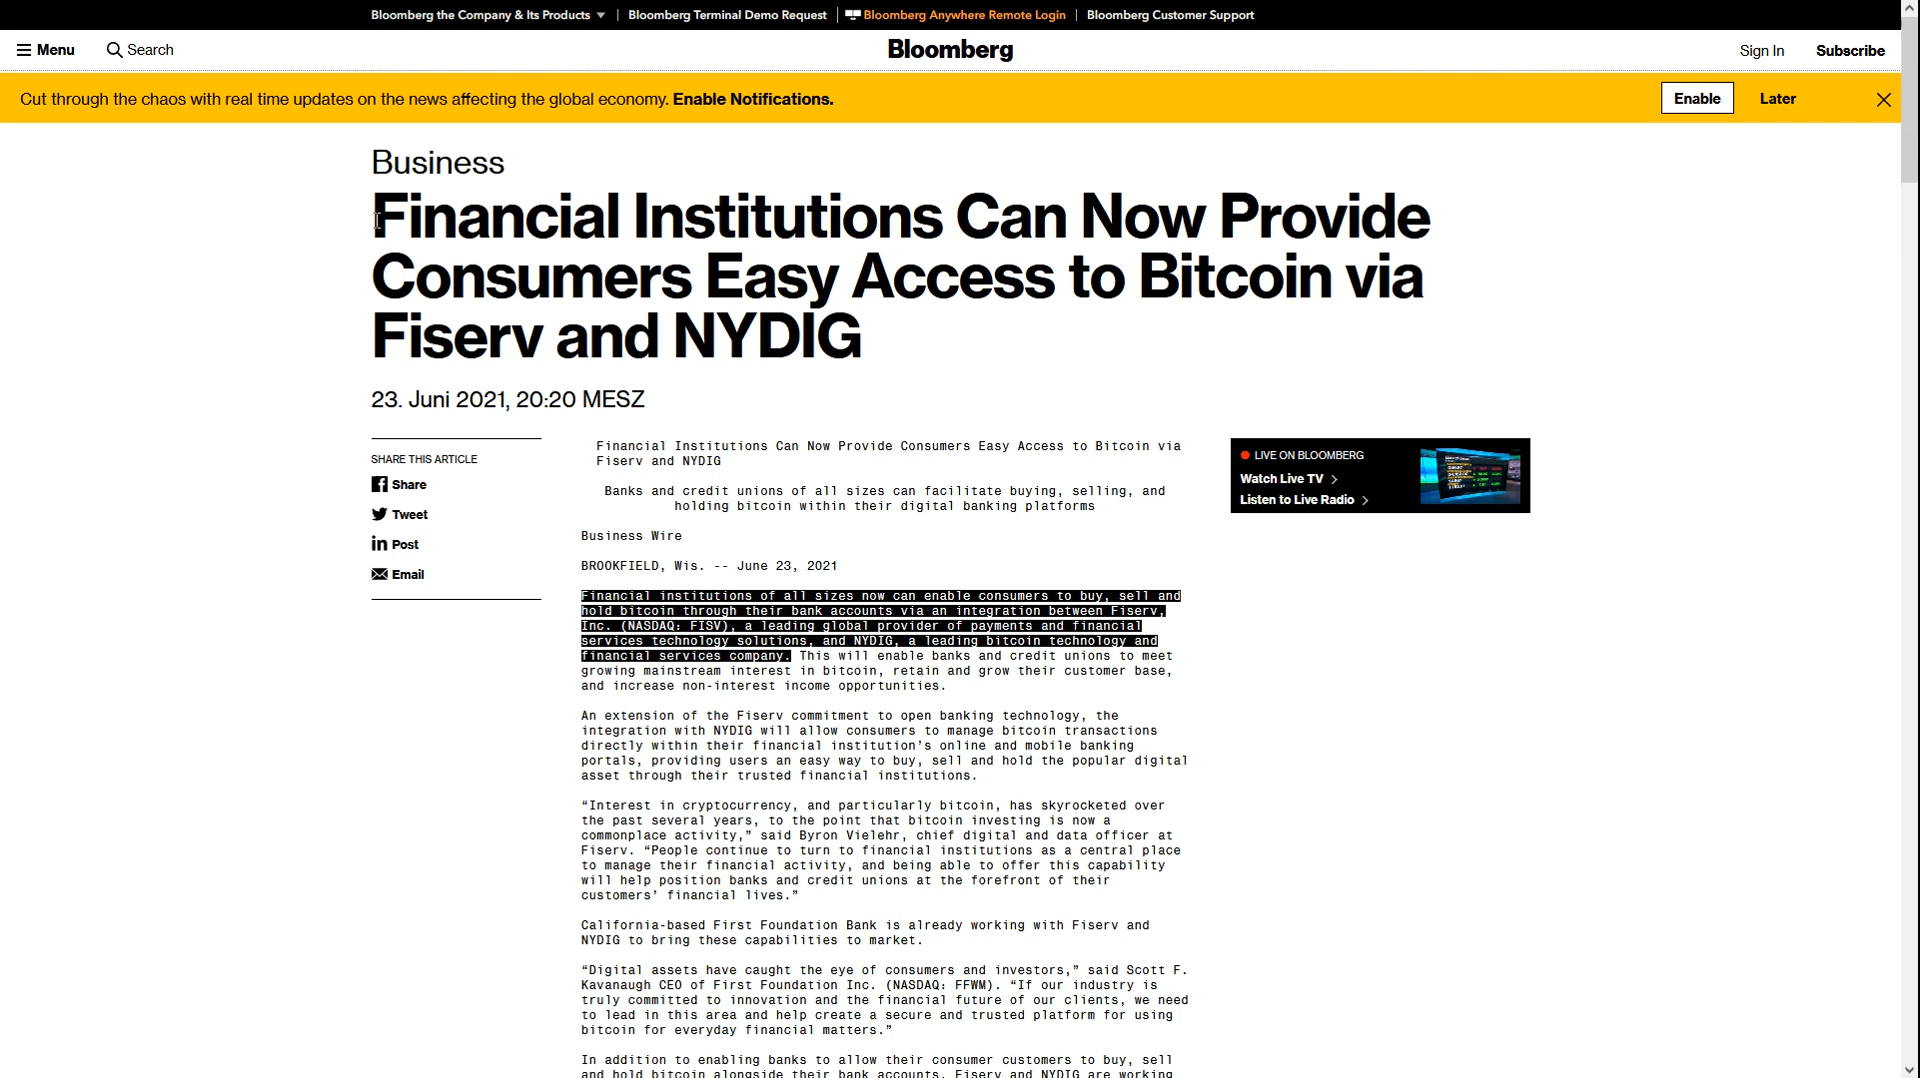 Bloomberg the Company & Its Products
Bloomberg Terminal Demo Request
Bloomberg Anywhere Remote Login
Bloomberg Customer Support
Menu
Search
Bloomberg
Sign In
Subscribe
Cut through the chaos with real time updates on the news affecting the global economy. Enable Notifications.
Enable
Later
Business
Financial Institutions Can Now Provide
Consumers Easy Access to Bitcoin via
Fiserv and NYDIG
23. Juni 2021, 20:20 MESZ
SHARE THIS ARTICLE
Share
Tweet
Post
Email
Financial Institutions Can Now Provide Consumers Easy Access to Bitcoin via
Fiserv and NYDIG
Banks and credit unions of all sizes can facilitate buying, selling, and
holding bitcoin within their digital banking platforms
Business Wire
BROOKFIELD, Wis. -- June 23, 2021
Financial institutions of all sizes now can enable consumers to buy, sell and
hold bitcoin through their bank accounts via an integration between Fiserv,
Inc. (NASDAQ: FISV), a leading global provider of payments and financial
services technology solutions, and NYDIG, a leading bitcoin technology and
financial services company. This will enable banks and credit unions to meet
growing mainstream interest in bitcoin, retain and grow their customer base,
and increase non-interest income opportunities.
An extension of the Fiserv commitment to open banking technology, the
integration with NYDIG will allow consumers to manage bitcoin transactions
directly within their financial institution's online and mobile banking
portals, providing users an easy way to buy, sell and hold the popular digital
asset through their trusted financial institutions.
“Interest in cryptocurrency, and particularly bitcoin, has skyrocketed over
the past several years, to the point that bitcoin investing is now a
commonplace activity,” said Byron Vielehr, chief digital and data officer at
Fiserv. “People continue to turn to financial institutions as a central place
to manage their financial activity, and being able to offer this capability
will help position banks and credit unions at the forefront of their
customers’ financial lives.”
California-based First Foundation Bank is already working with Fiserv and
NYDIG to bring these capabilities to market.
“Digital assets have caught the eye of consumers and investors,” said Scott F.
Kavanaugh CEO of First Foundation Inc. (NASDAQ: FFWM). “If our industry is
truly committed to innovation and the financial future of our clients, we need
to lead in this area and help create a secure and trusted platform for using
bitcoin for everyday financial matters.”
In addition to enabling banks to allow their consumer customers to buy, sell
and hold bitcoin alongside their bank accounts, Fiserv and NYDIG are working
LIVE ON BLOOMBERG
Watch Live TV
Listen to Live Radio